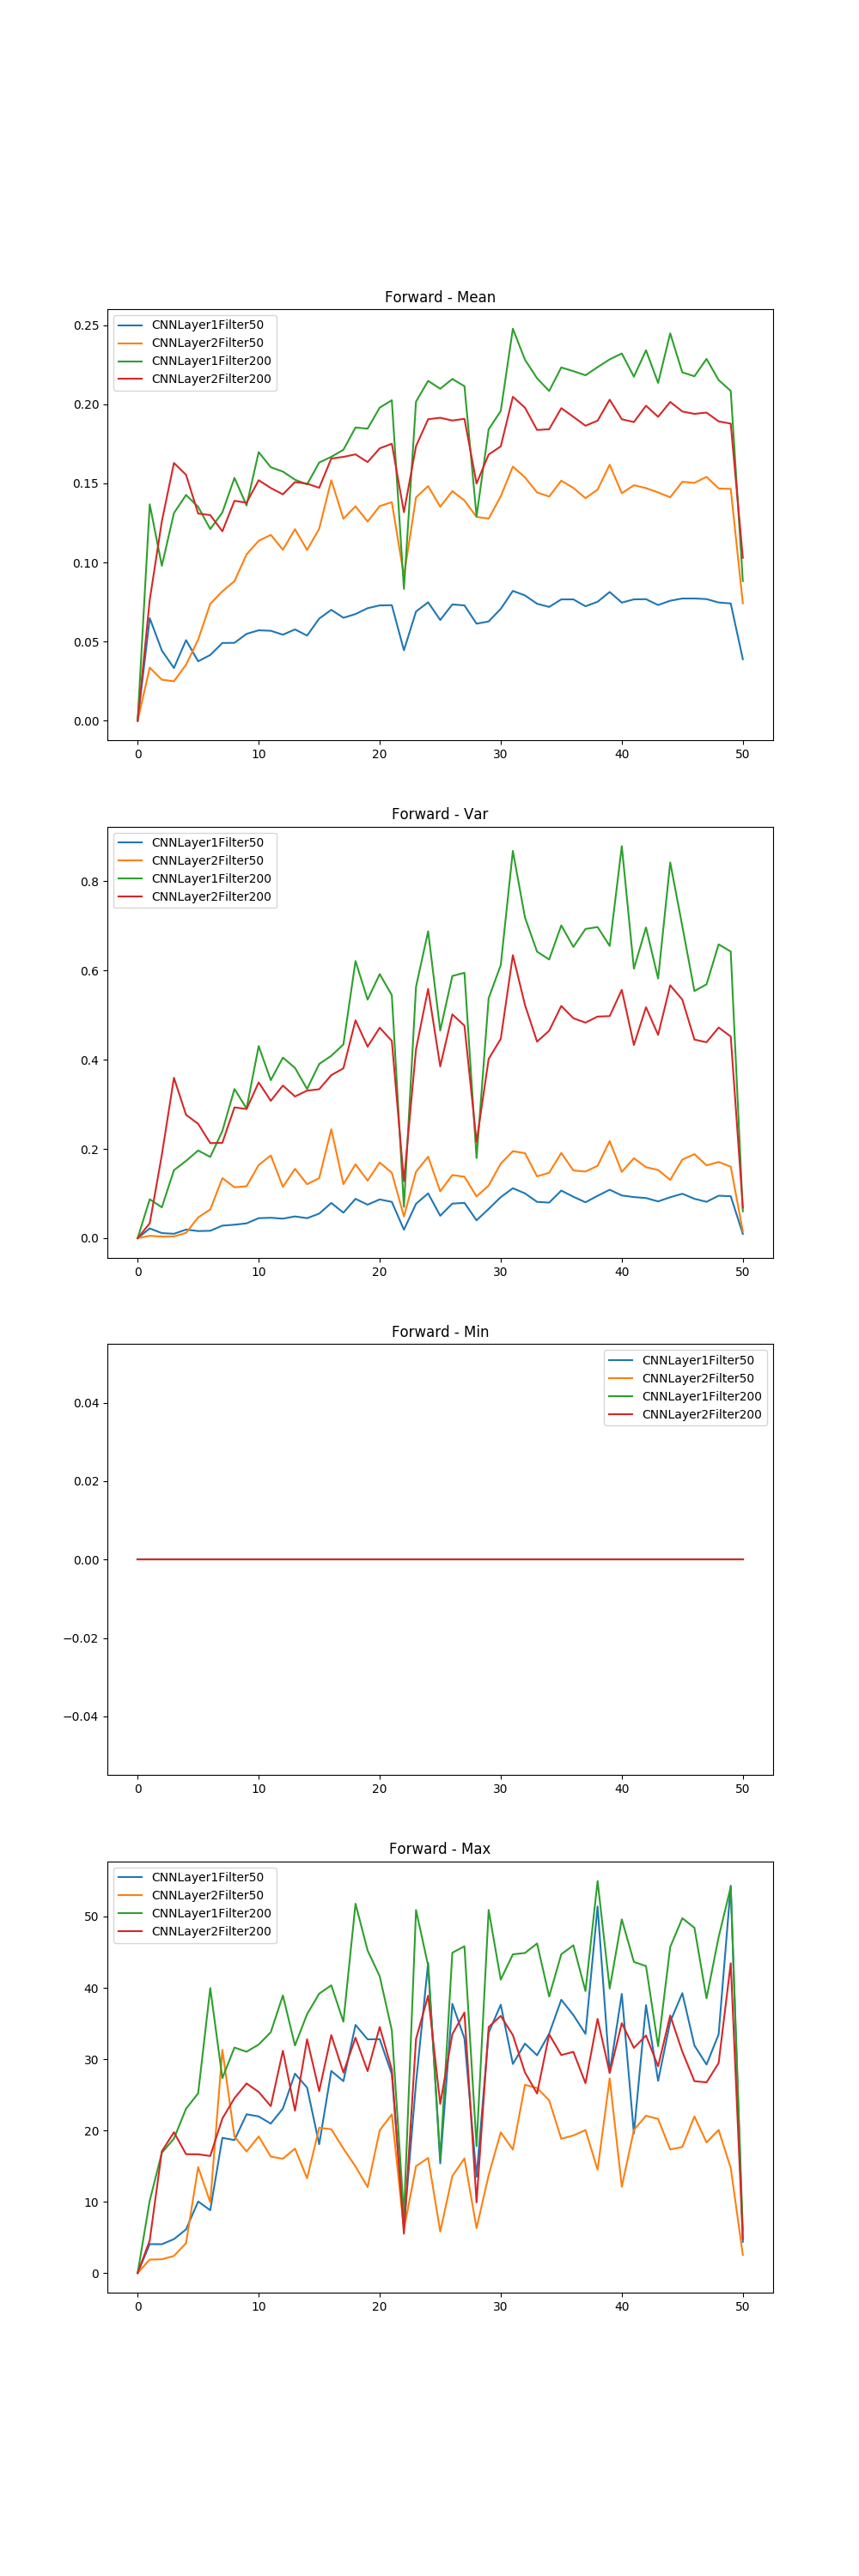 Forward - Mean
CNNLayer1Filter50
CNNLayer2Filter50
CNNLayer1Filter200
CNNLayer2Filter200
0.25
0.20
0.15
0.10
0.05
0.00
0 10 20 30 40 50
Forward - Var
CNNLayer1Filter50
CNNLayer2Filter50
CNNLayer1Filter200
CNNLayer2Filter200
0.8
0.6
0.4
0.2
0.0
0 10 20 30 40 50
Forward - Min
CNNLayer1Filter50
CNNLayer2Filter50
CNNLayer1Filter200
CNNLayer2Filter200
0.04
0.02
0.00
−0.02
−0.04
0 10 20 30 40 50
Forward - Max
CNNLayer1Filter50
CNNLayer2Filter50
CNNLayer1Filter200
CNNLayer2Filter200
50
40
30
20
10
0
0 10 20 30 40 50